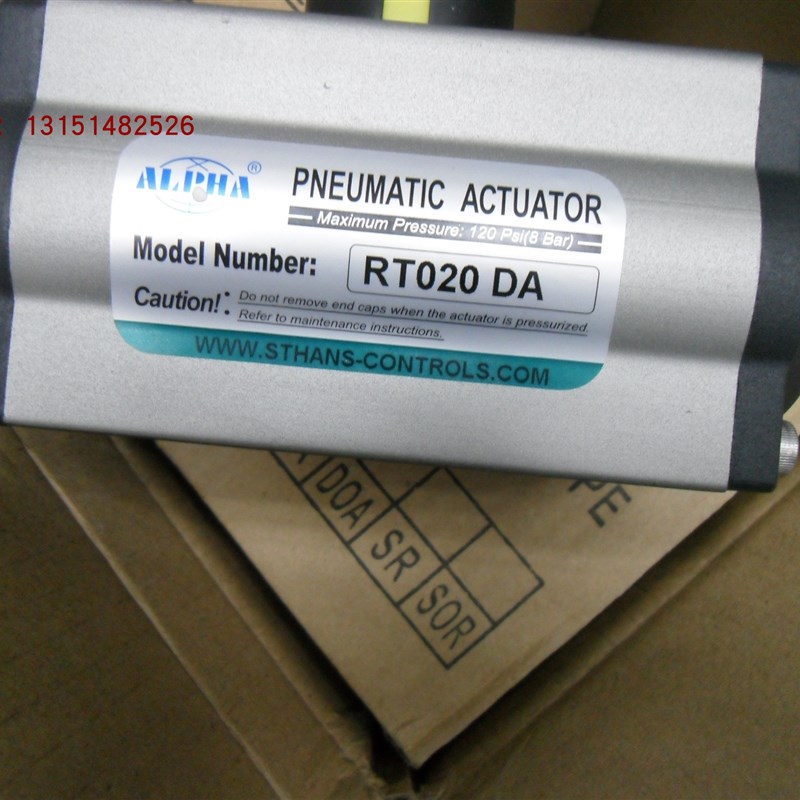 13151482526
ALPHA®
PNEUMATIC ACTUATOR
Maximum Pressure: 120 Psi(8 Bar)
Model Number: RT020 DA
Caution!: Do not remove end caps when the actuator is pressurized.
Refer to maintenance instructions.
WWW.STHANS-CONTROLS.COM
DOA
SR
SOR